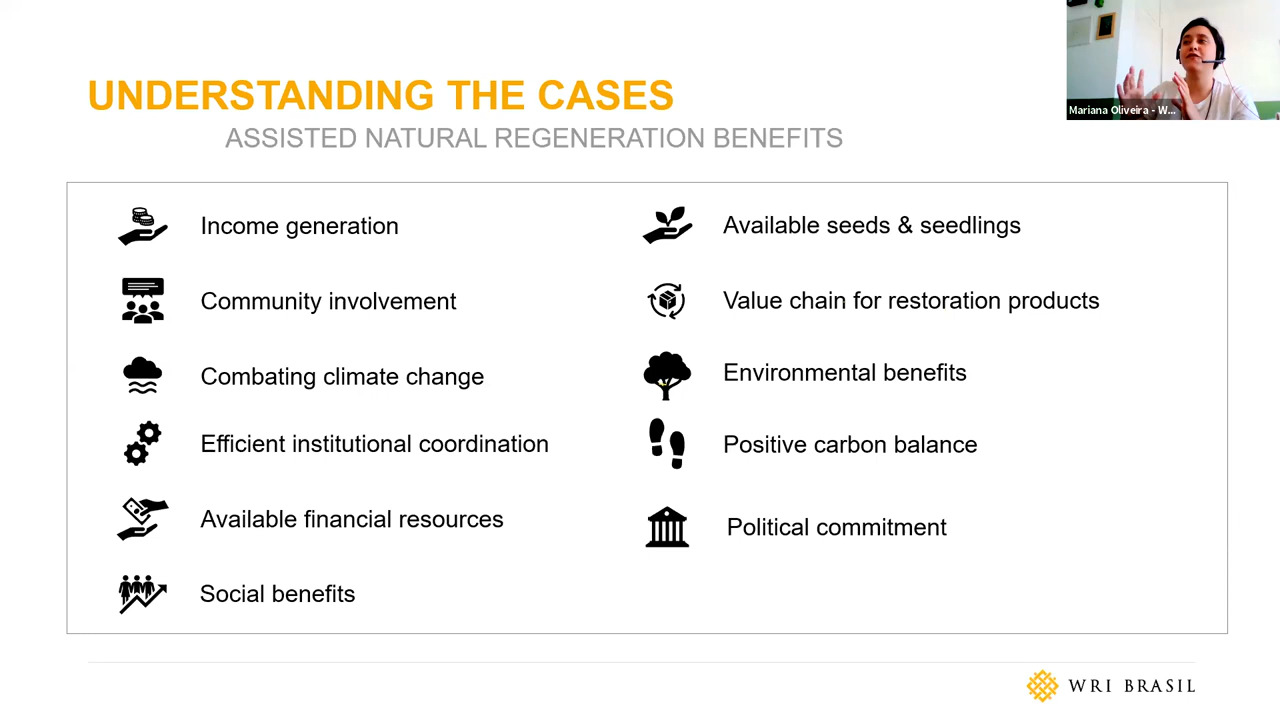 UNDERSTANDING THE CASES
ASSISTED NATURAL REGENERATION BENEFITS
Mariana Oliveira - W...
Income generation
Community involvement
Combating climate change
Efficient institutional coordination
Available financial resources
Social benefits
Available seeds & seedlings
Value chain for restoration products
Environmental benefits
Positive carbon balance
Political commitment
WRI BRASIL